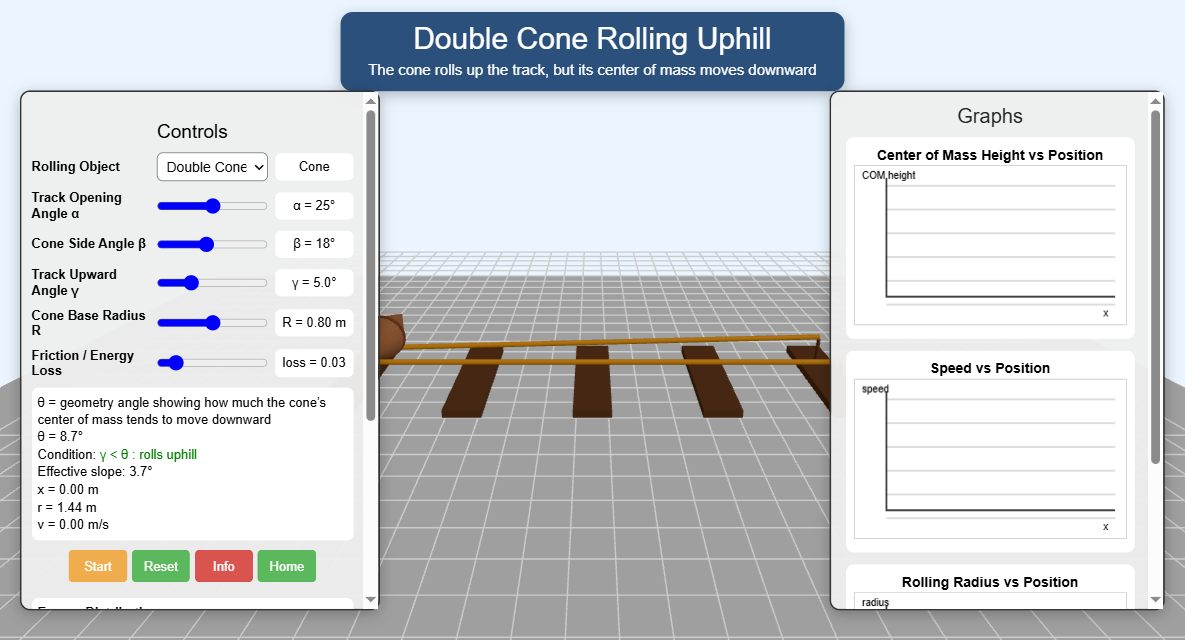 Double Cone Rolling Uphill
The cone rolls up the track, but its center of mass moves downward
Controls
Rolling Object
Double Cone
Cone
Track Opening
Angle α
α = 25°
Cone Side Angle β
β = 18°
Track Upward
Angle γ
γ = 5.0°
Cone Base Radius
R
R = 0.80 m
Friction / Energy
Loss
loss = 0.03
θ = geometry angle showing how much the cone's
center of mass tends to move downward
θ = 8.7°
Condition: γ < θ : rolls uphill
Effective slope: 3.7°
x = 0.00 m
r = 1.44 m
v = 0.00 m/s
Start
Reset
Info
Home
Graphs
Center of Mass Height vs Position
COM height
x
Speed vs Position
speed
x
Rolling Radius vs Position
radius